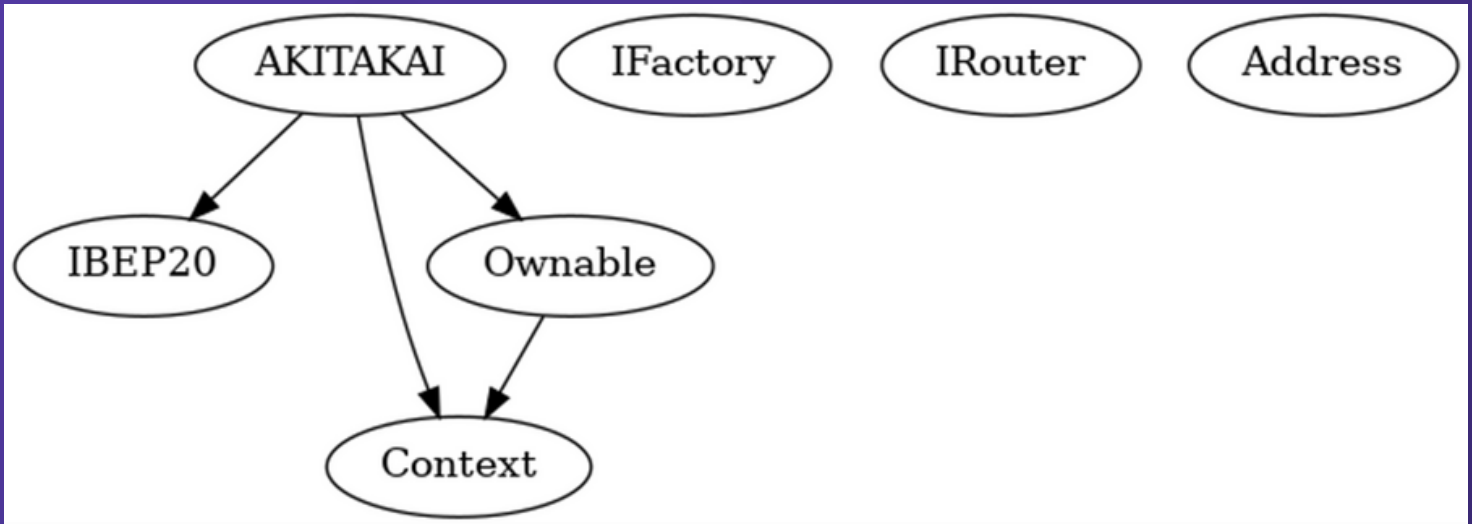 AKITAKAI
IFactory
IRouter
Address
IBEP20
Ownable
Context